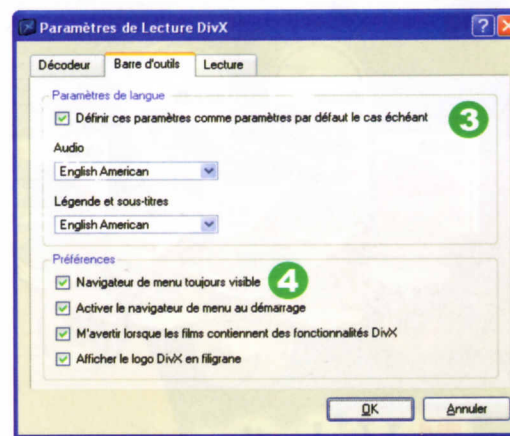 Paramètres de Lecture DivX
Décodeur Barre d'outils Lecture
Paramètres de langue
Définir ces paramètres comme paramètres par défaut le cas échéant 3
Audio
English American
Légende et sous-titres
English American
Préférences
Navigateur de menu toujours visible 4
Activer le navigateur de menu au démarrage
M'avertir lorsque les films contiennent des fonctionnalités DivX
Afficher le logo DivX en filigrane
OK Annuler